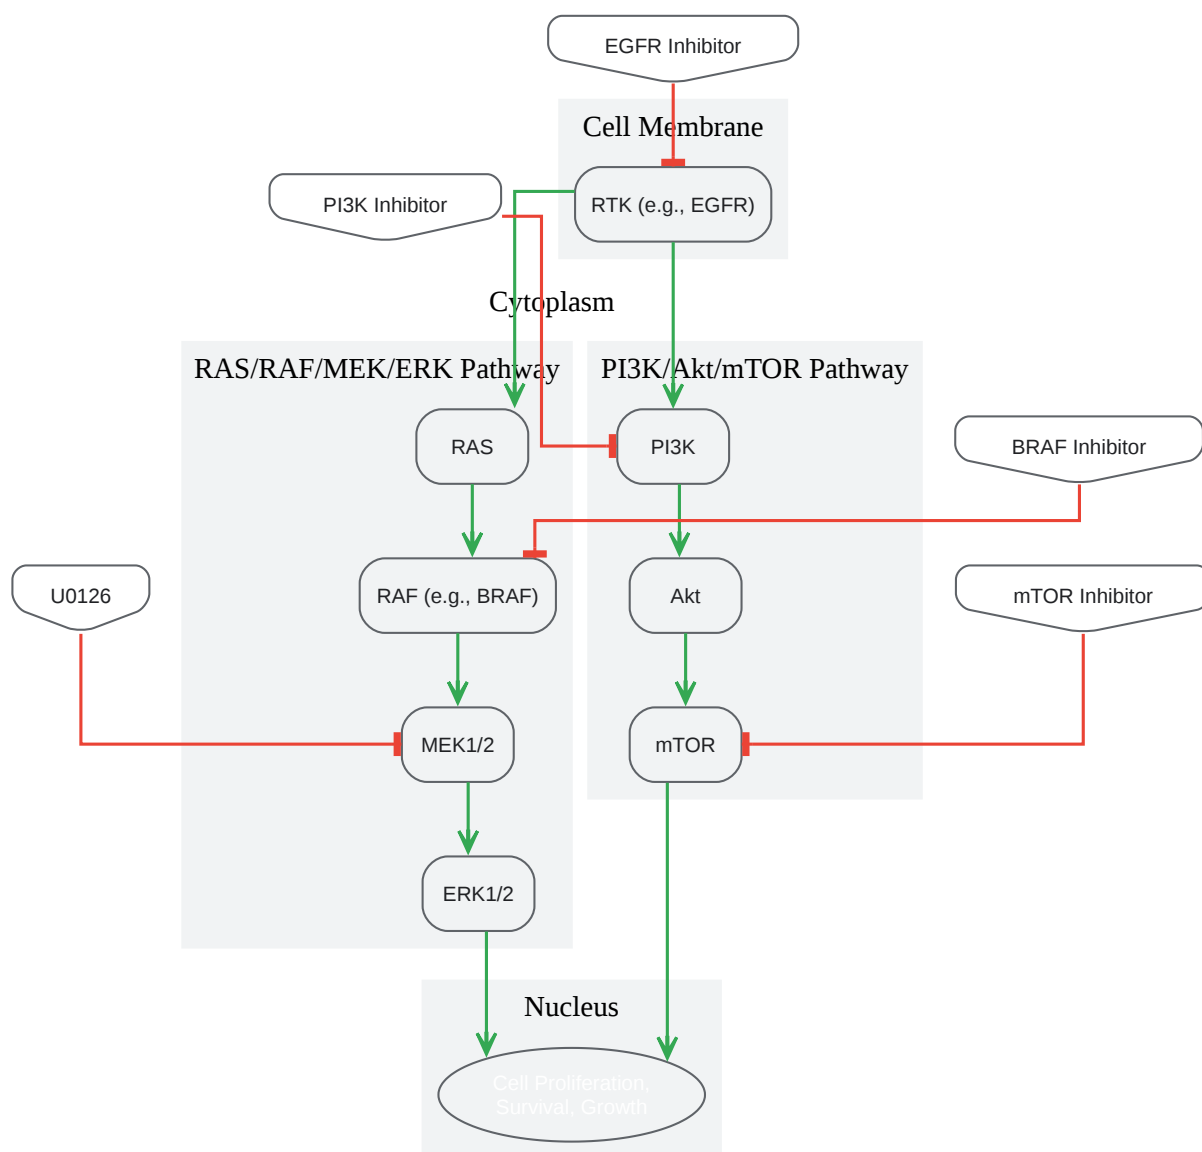 EGFR Inhibitor
Cell Membrane
PI3K Inhibitor
RTK (e.g., EGFR)
Cytoplasm
RAS/RAF/MEK/ERK Pathway
PI3K/Akt/mTOR Pathway
RAS
PI3K
BRAF Inhibitor
U0126
RAF (e.g., BRAF)
Akt
mTOR Inhibitor
MEK1/2
mTOR
ERK1/2
Nucleus
Cell Proliferation,
Survival, Growth